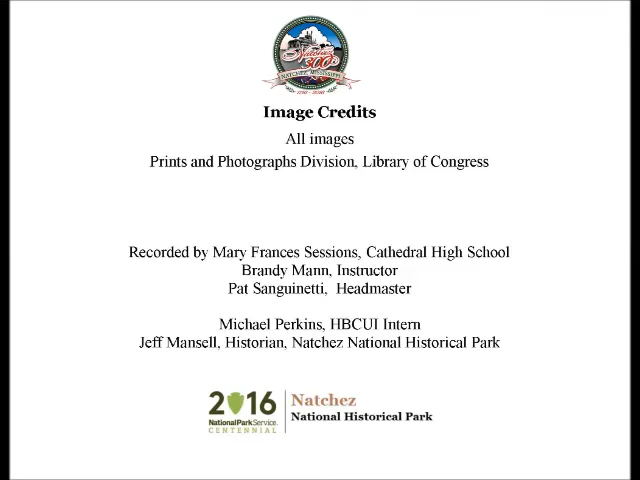 Natchez
300
NATCHEZ, MISSISSIPPI
1716 - 2016
Image Credits
All images
Prints and Photographs Division, Library of Congress
Recorded by Mary Frances Sessions, Cathedral High School
Brandy Mann, Instructor
Pat Sanguinetti, Headmaster
Michael Perkins, HBCUI Intern
Jeff Mansell, Historian, Natchez National Historical Park
2016
National Park Service
CENTENNIAL
Natchez
National Historical Park